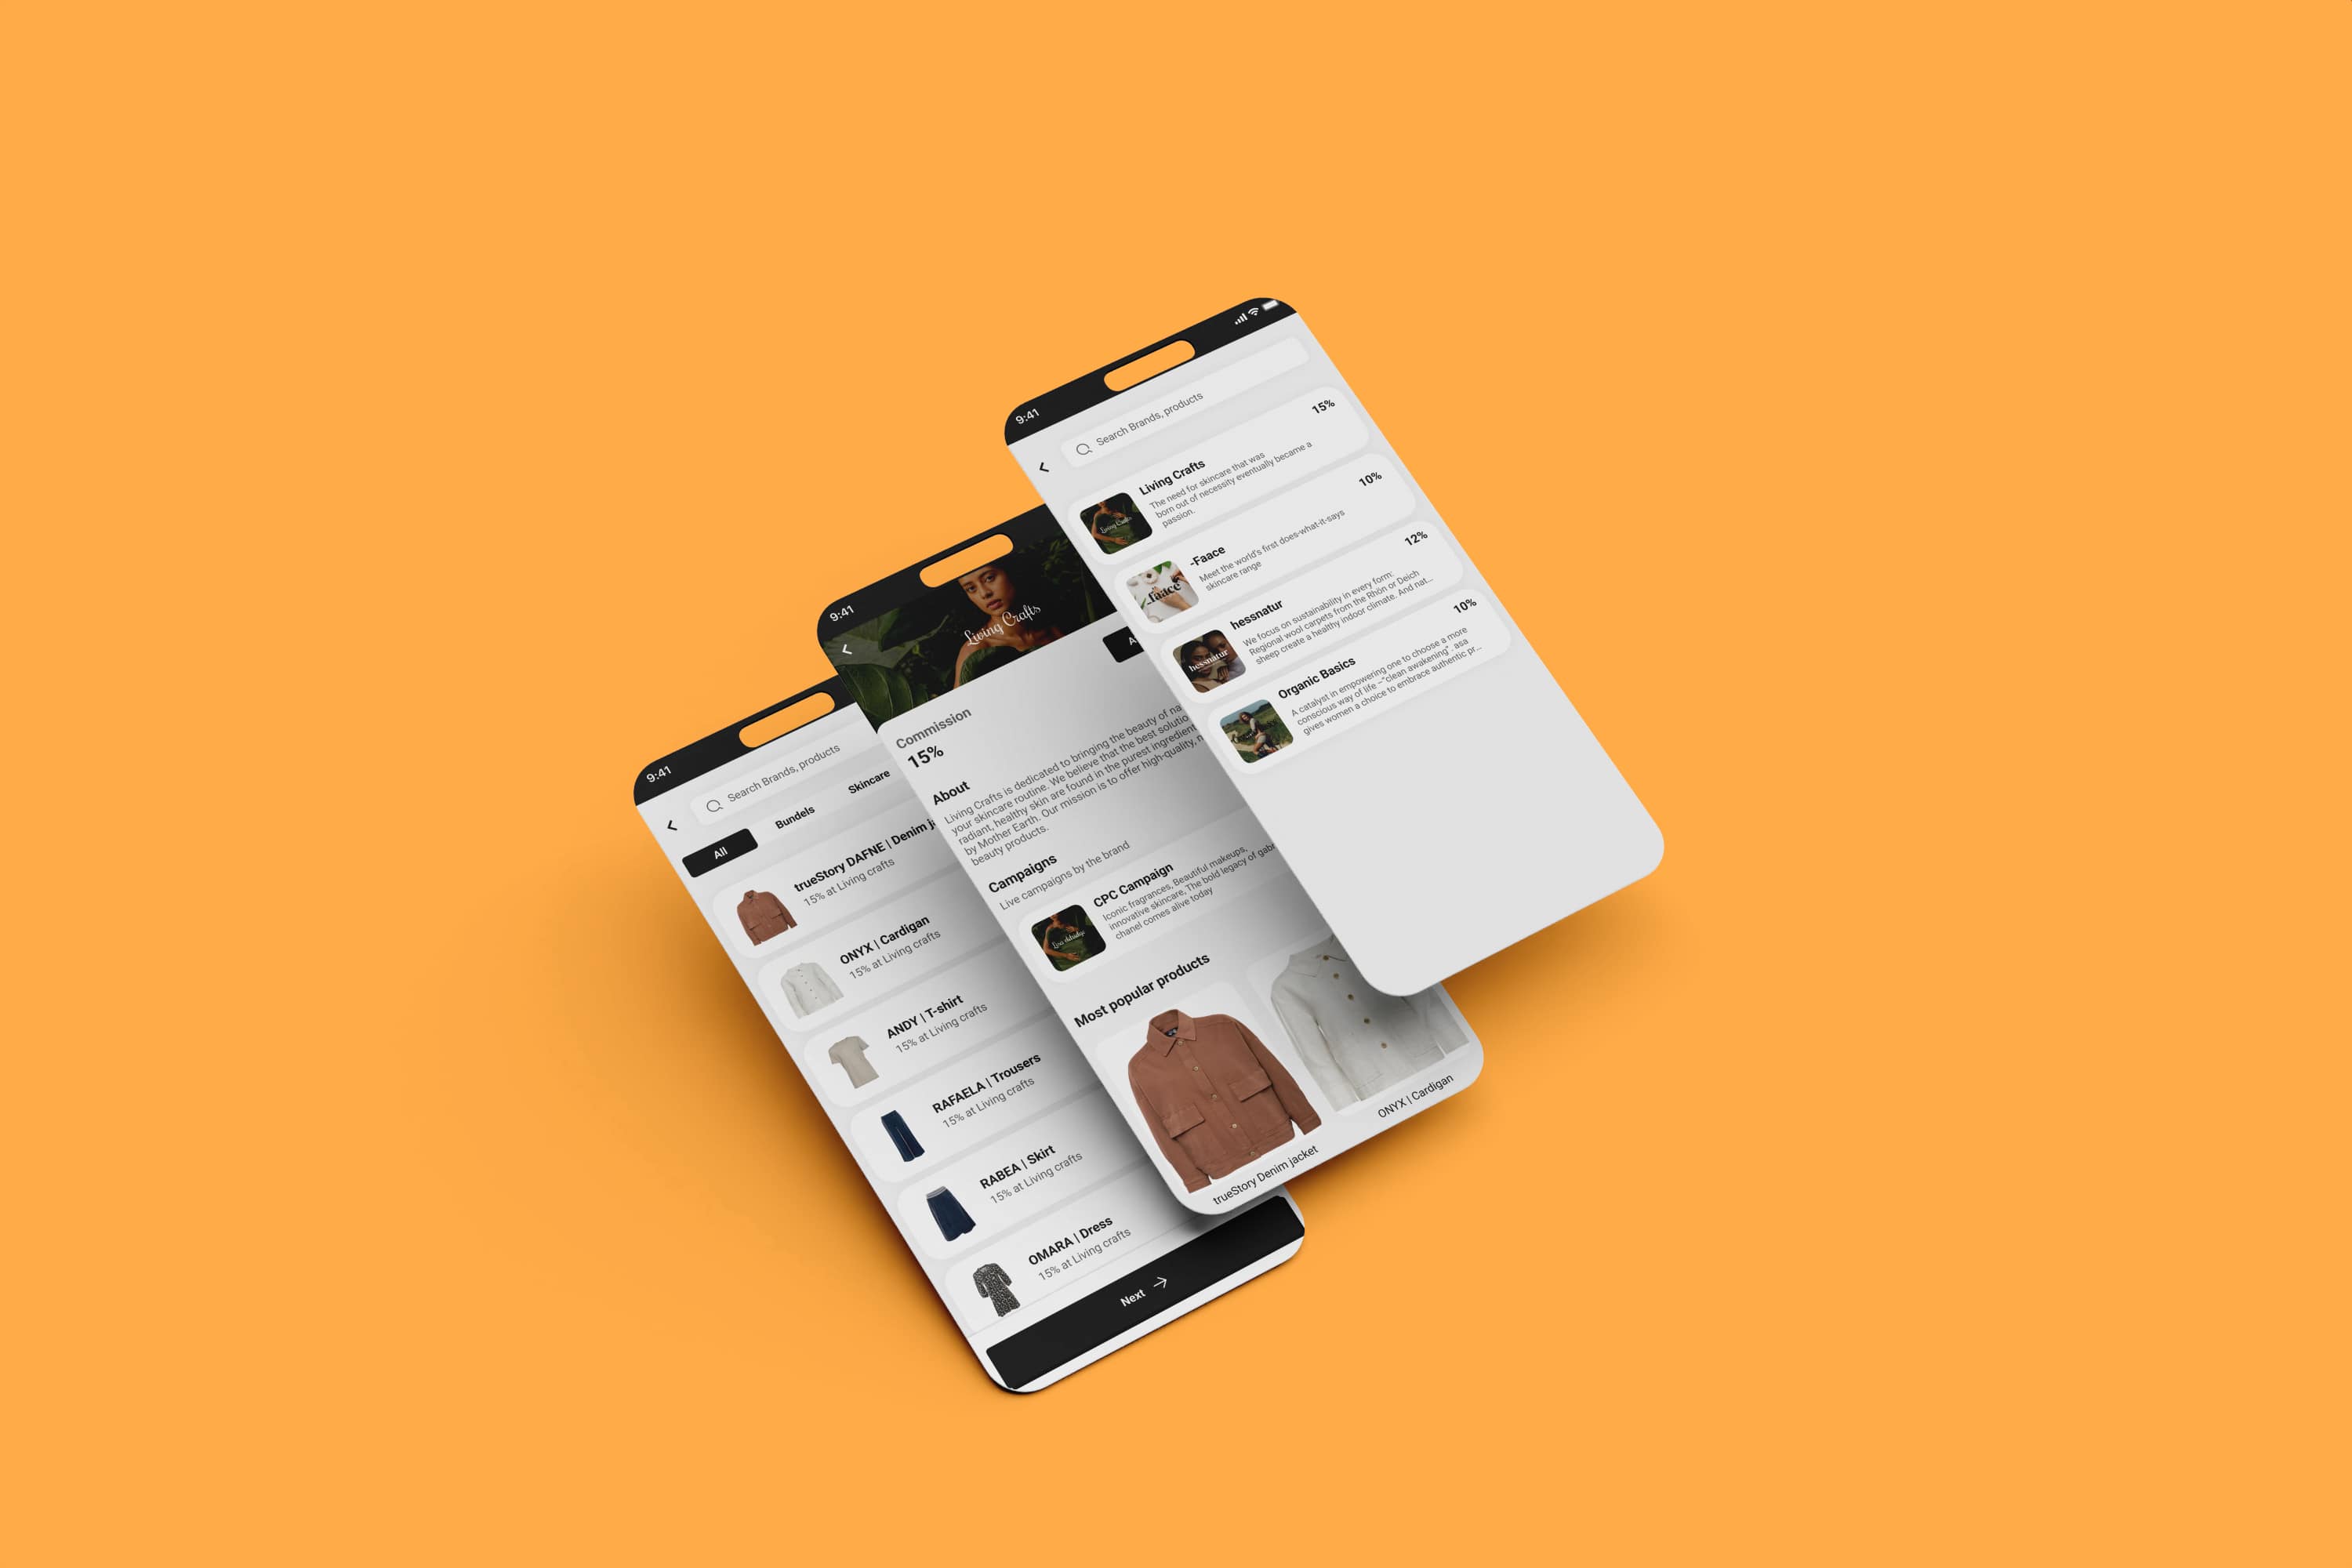 9:41
Search Brands, products
All
Bundels
Skincare
trueStory DAFNE | Denim
15% at Living crafts
ONYX | Cardigan
15% at Living crafts
ANDY | T-shirt
15% at Living crafts
RAFAELA | Trousers
15% at Living crafts
RABEA | Skirt
15% at Living crafts
OMARA | Dress
15% at Living crafts
Next
9:41
Living Crafts
Commission
15%
About
Living Crafts is dedicated to bringing the beauty of
your skincare routine. We believe that the best
radiant, healthy skin are found in the purest
by Mother Earth. Our mission is to offer high-quality,
beauty products.
Campaigns
Live campaigns by the brand
CPC Campaign
Iconic fragrances, Beautiful makeups,
innovative skincare, The bold legacy of
chanel comes alive today
Most popular products
trueStory Denim jacket
ONYX | Cardigan
9:41
Search Brands, products
Living Crafts
15%
The need for skincare that was
born out of necessity eventually became a
passion.
Living Crafts
-Faace
10%
Meet the world's first does-what-it-says
skincare range
-faace
hessnatur
12%
We focus on sustainability in every form:
Regional wool carpets from the Rhön or Deich
sheep create a healthy indoor climate. And nat...
hessnatur
Organic Basics
10%
A catalyst in empowering one to choose a more
conscious way of life –"clean awakening", asa
gives women a choice to embrace authentic pr...